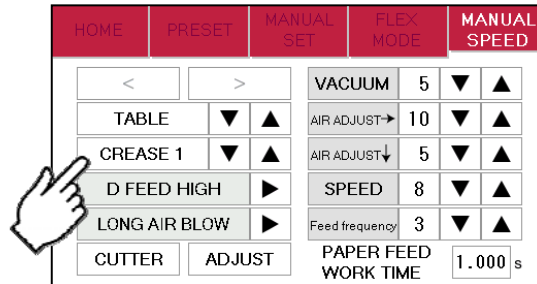 HOME PRESET MANUAL SET FLEX MODE MANUAL SPEED
< >
TABLE ▼ ▲
CREASE 1 ▼ ▲
D FEED HIGH ▶
LONG AIR BLOW ▶
CUTTER ADJUST
VACUUM 5 ▼ ▲
AIR ADJUST→ 10 ▼ ▲
AIR ADJUST↓ 5 ▼ ▲
SPEED 8 ▼ ▲
Feed frequency 3 ▼ ▲
PAPER FEED
WORK TIME 1.000 s